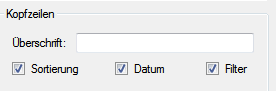 Kopfzeilen
Überschrift:
Sortierung Datum Filter